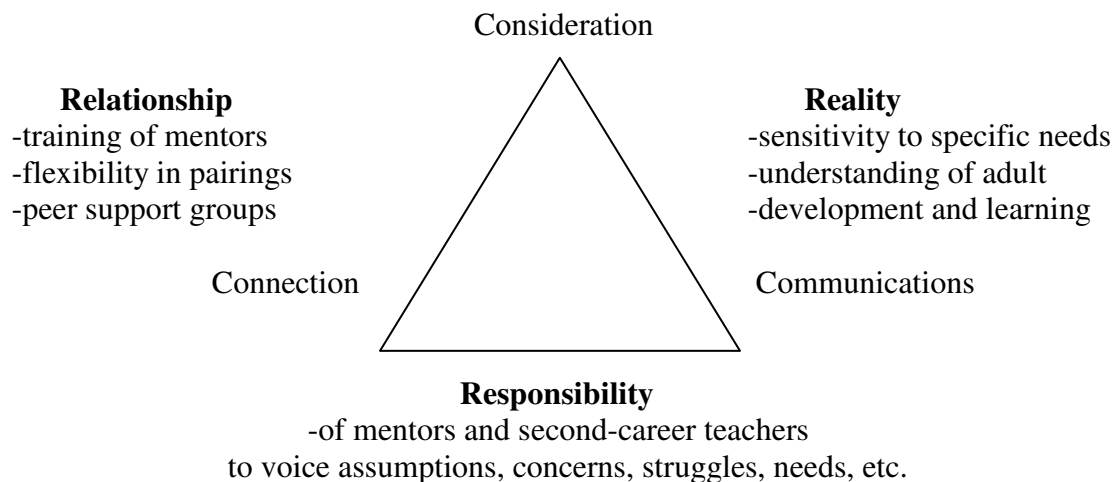 Consideration
Relationship
-training of mentors
-flexibility in pairings
-peer support groups
Reality
-sensitivity to specific needs
-understanding of adult
-development and learning
Connection
Communications
Responsibility
-of mentors and second-career teachers
to voice assumptions, concerns, struggles, needs, etc.